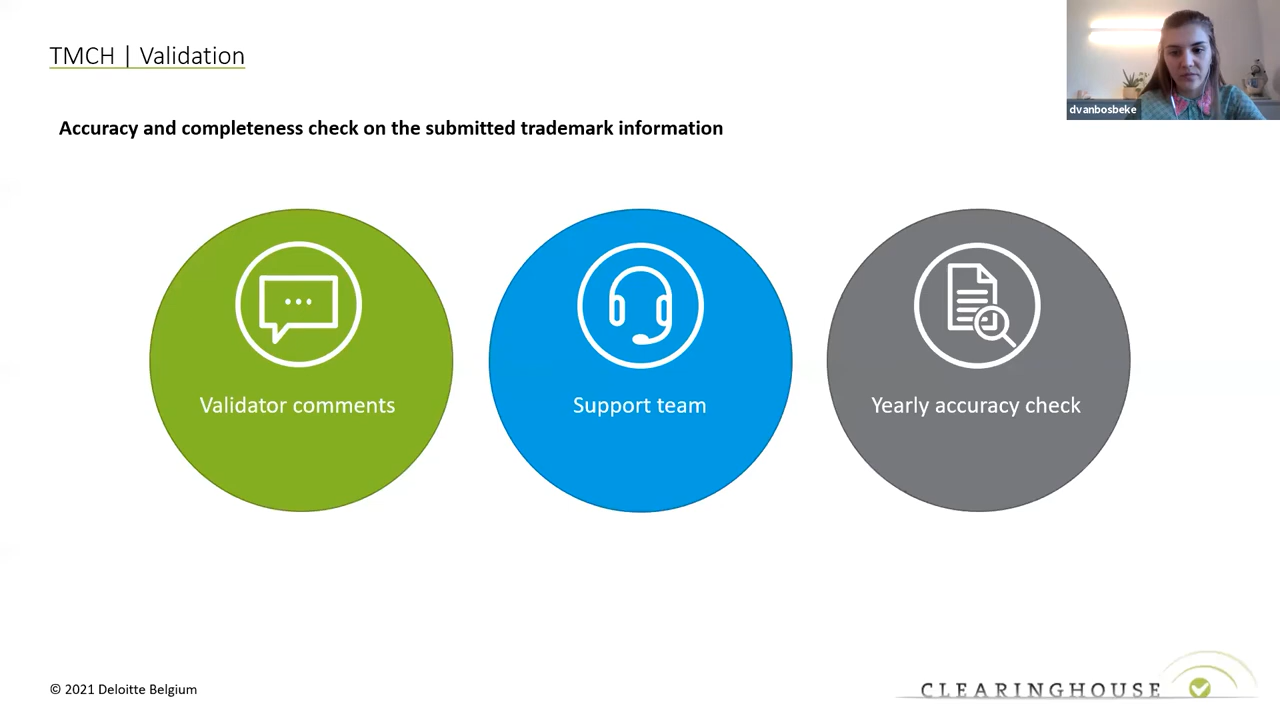 TMCH | Validation
dvanbosbeke
Accuracy and completeness check on the submitted trademark information
Validator comments
Support team
Yearly accuracy check
© 2021 Deloitte Belgium
CLEARINGHOUSE